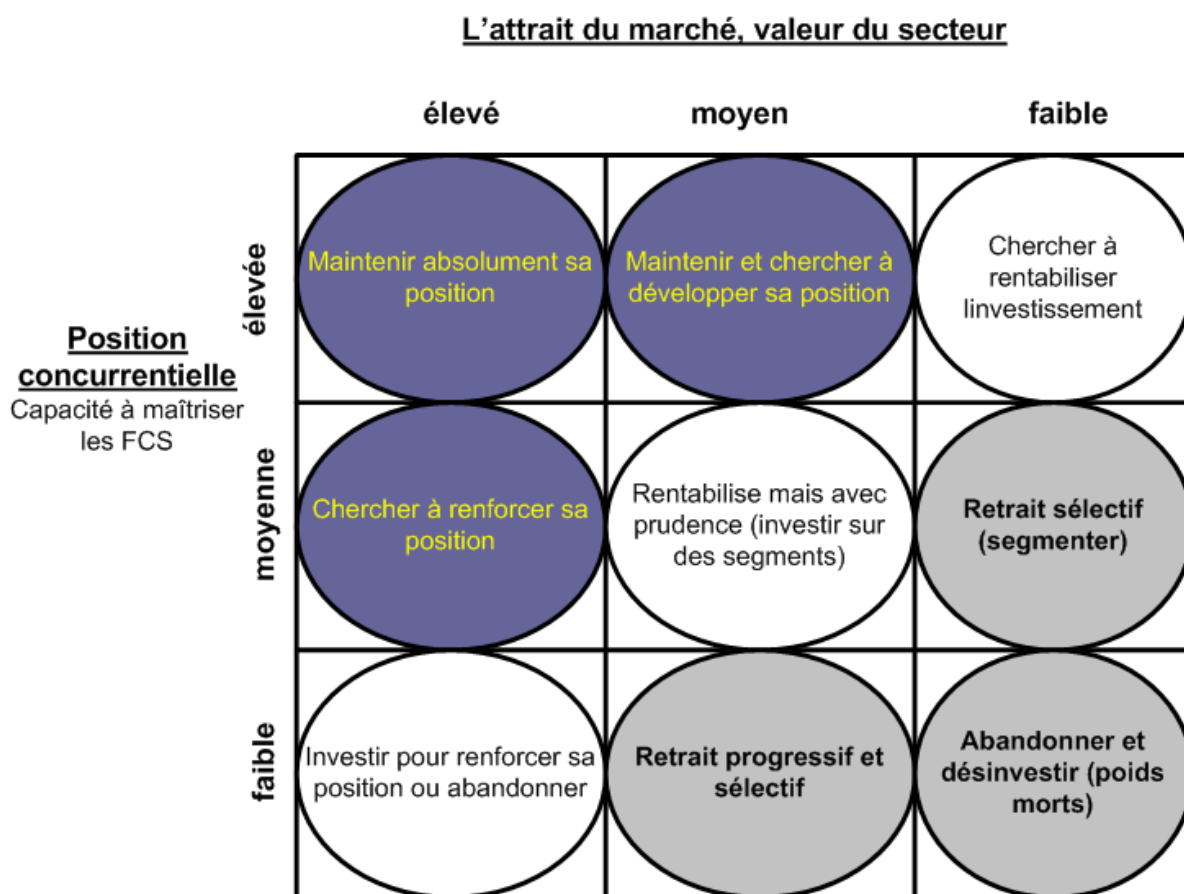 L'attrait du marché, valeur du secteur
élevé
moyen
faible
Position
concurrentielle
Capacité à maîtriser
les FCS
élevée
Maintenir absolument sa
position
Maintenir et chercher à
développer sa position
Chercher à
rentabiliser
linvestissement
moyenne
Chercher à renforcer sa
position
Rentabilise mais avec
prudence (investir sur
des segments)
Retrait sélectif
(segmenter)
faible
Investir pour renforcer sa
position ou abandonner
Retrait progressif et
sélectif
Abandonner et
désinvestir (poids
morts)